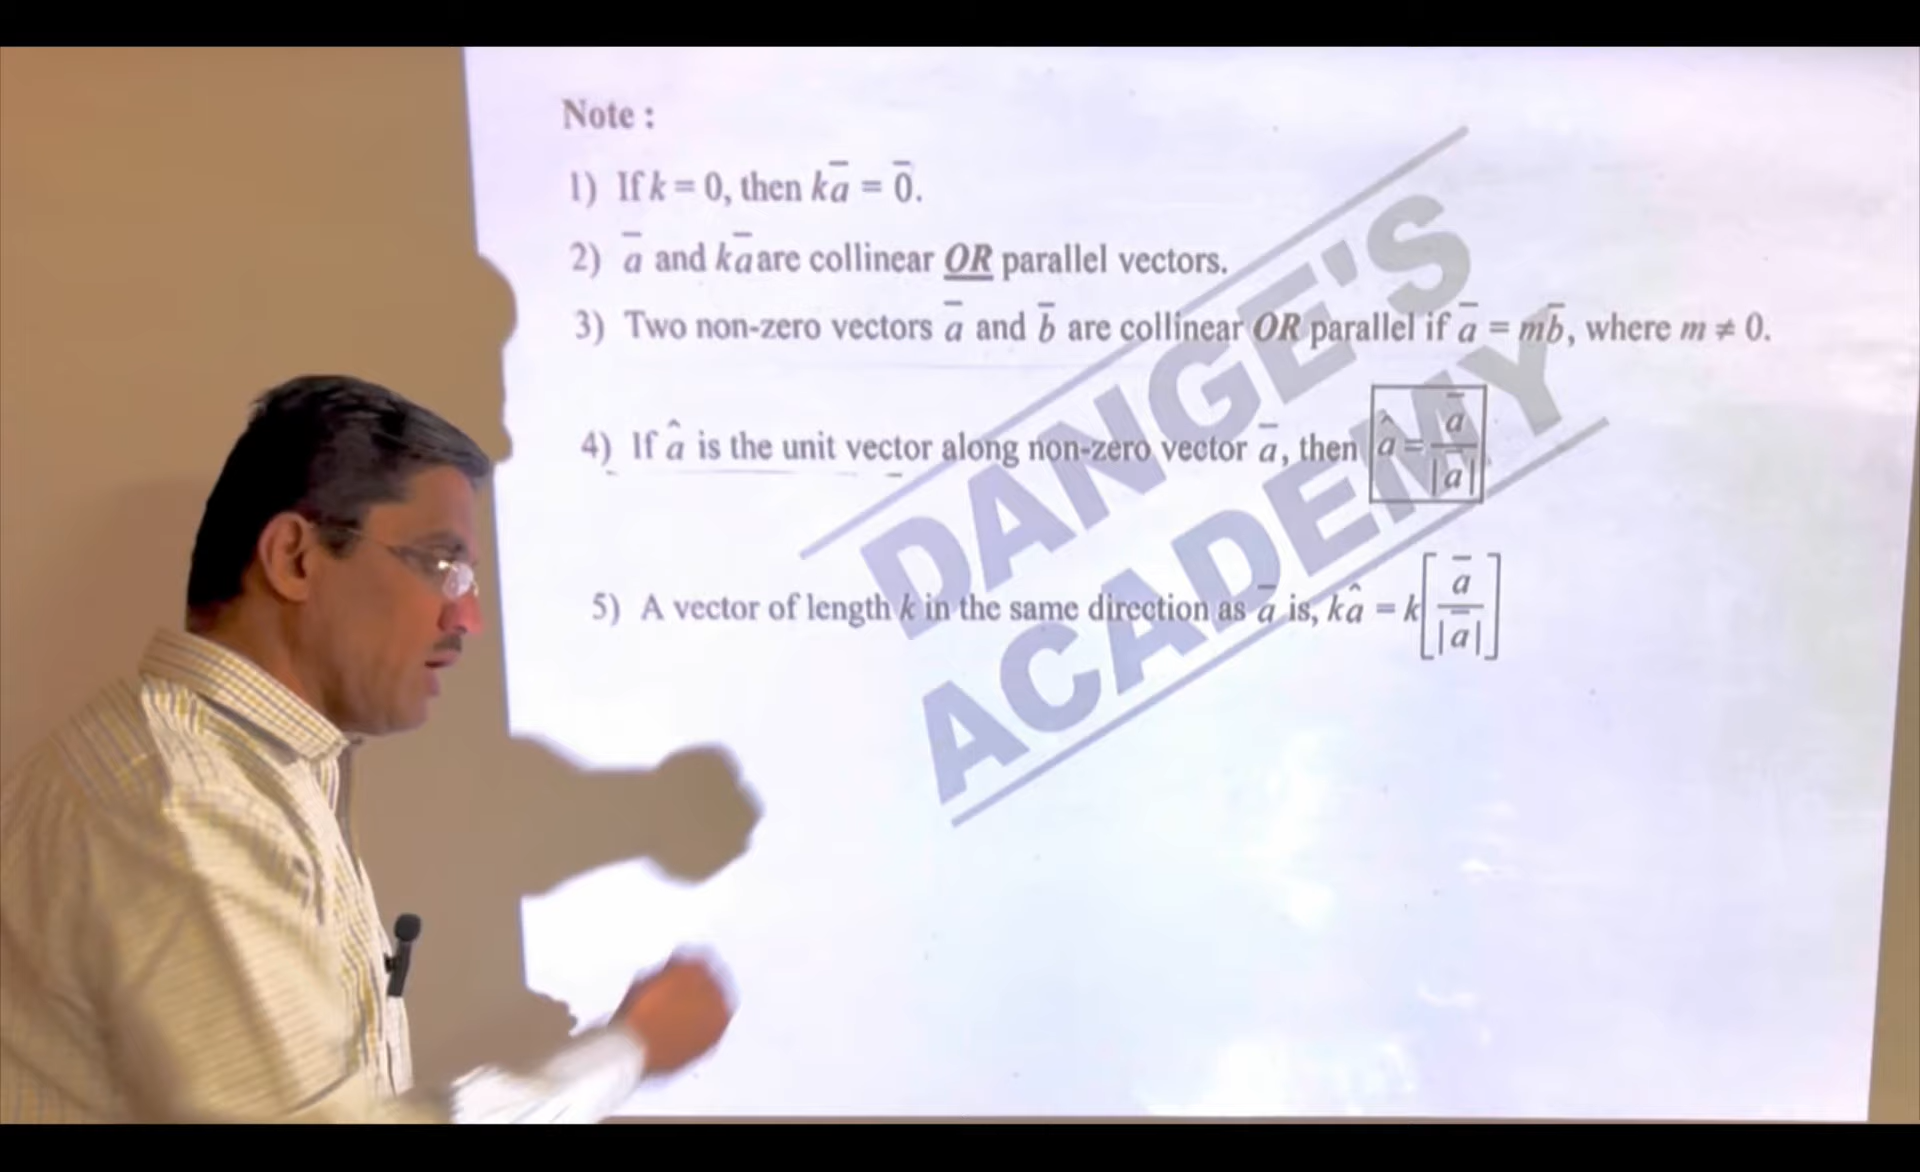 Note :
1) If k = 0, then ka̅ = 0̅.
2) a̅ and ka̅ are collinear OR parallel vectors.
3) Two non-zero vectors a̅ and b̅ are collinear OR parallel if a̅ = mb̅, where m ≠ 0.
4) If â is the unit vector along non-zero vector a̅, then â = a̅/|a̅|
5) A vector of length k in the same direction as a̅ is, kâ = k[a̅/|a̅|]
DANGE'S
ACADEMY